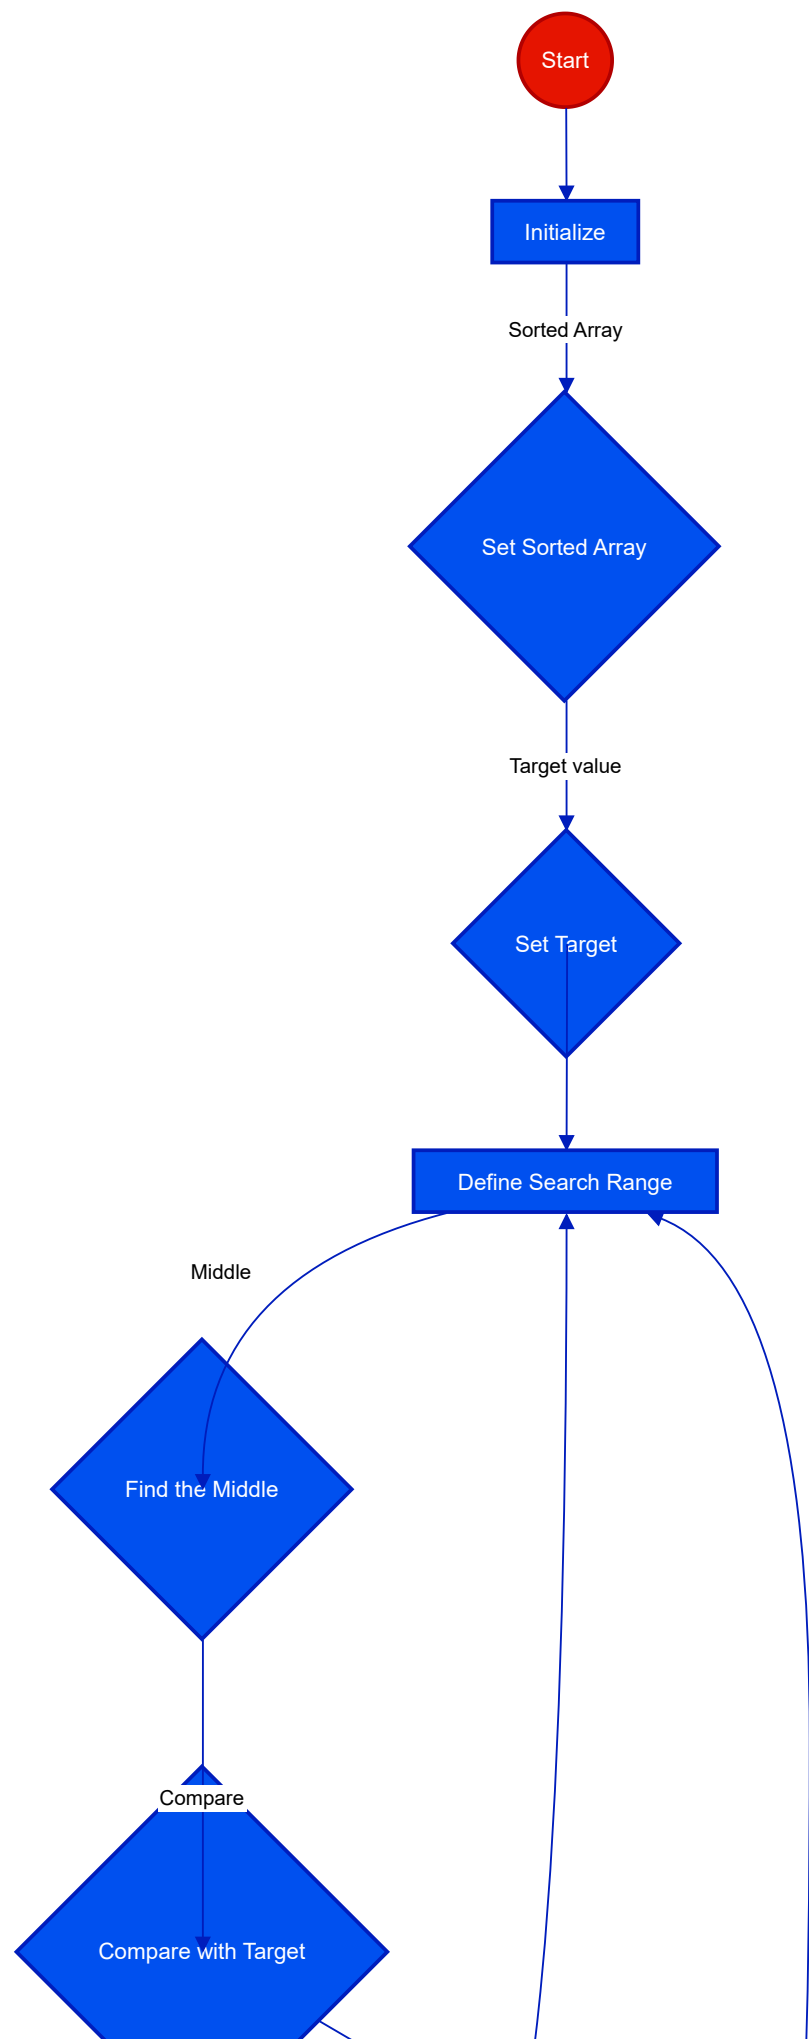 Start
Initialize
Sorted Array
Set Sorted Array
Target value
Set Target
Define Search Range
Middle
Find the Middle
Compare
Compare with Target